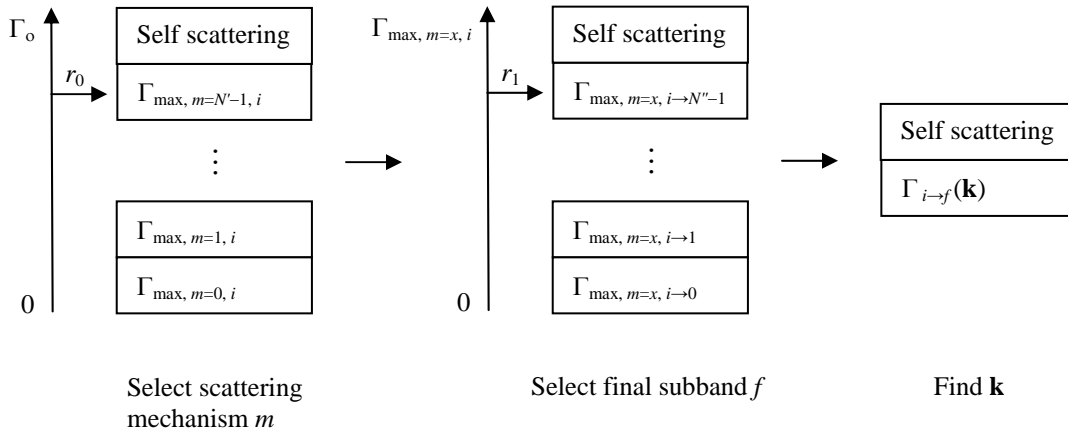 Γo
Self scattering
r0
Γmax, m=N'−1, i
⋮
Γmax, m=1, i
Γmax, m=0, i
0
Select scattering
mechanism m
Γmax, m=x, i
Self scattering
r1
Γmax, m=x, i→N''−1
⋮
Γmax, m=x, i→1
Γmax, m=x, i→0
0
Select final subband f
Self scattering
Γ i→f(k)
Find k